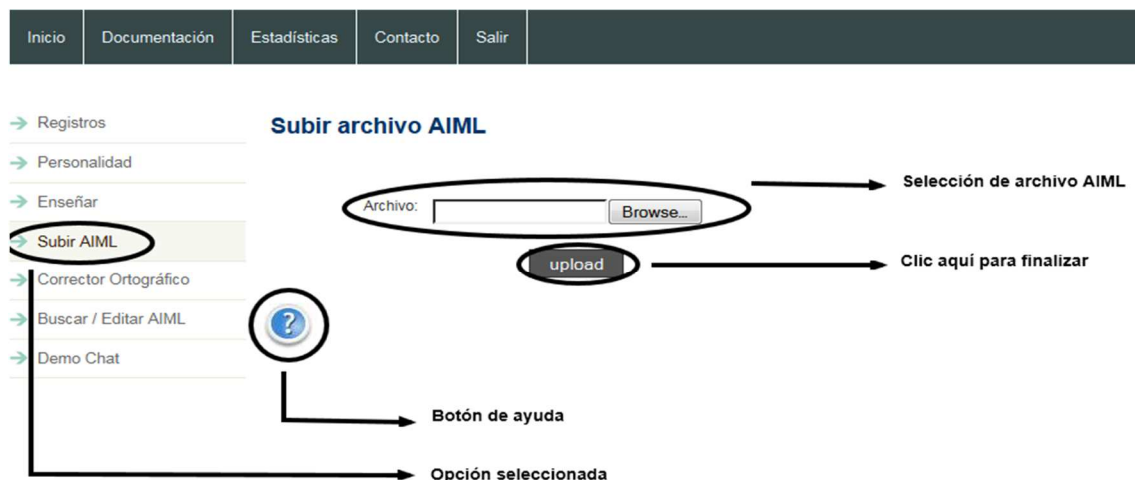 Inicio Documentación Estadísticas Contacto Salir
Registros
Personalidad
Enseñar
Subir AIML
Corrector Ortográfico
Buscar / Editar AIML
Demo Chat
Subir archivo AIML
Archivo: Browse...
upload
?
Selección de archivo AIML
Clic aquí para finalizar
Botón de ayuda
Opción seleccionada